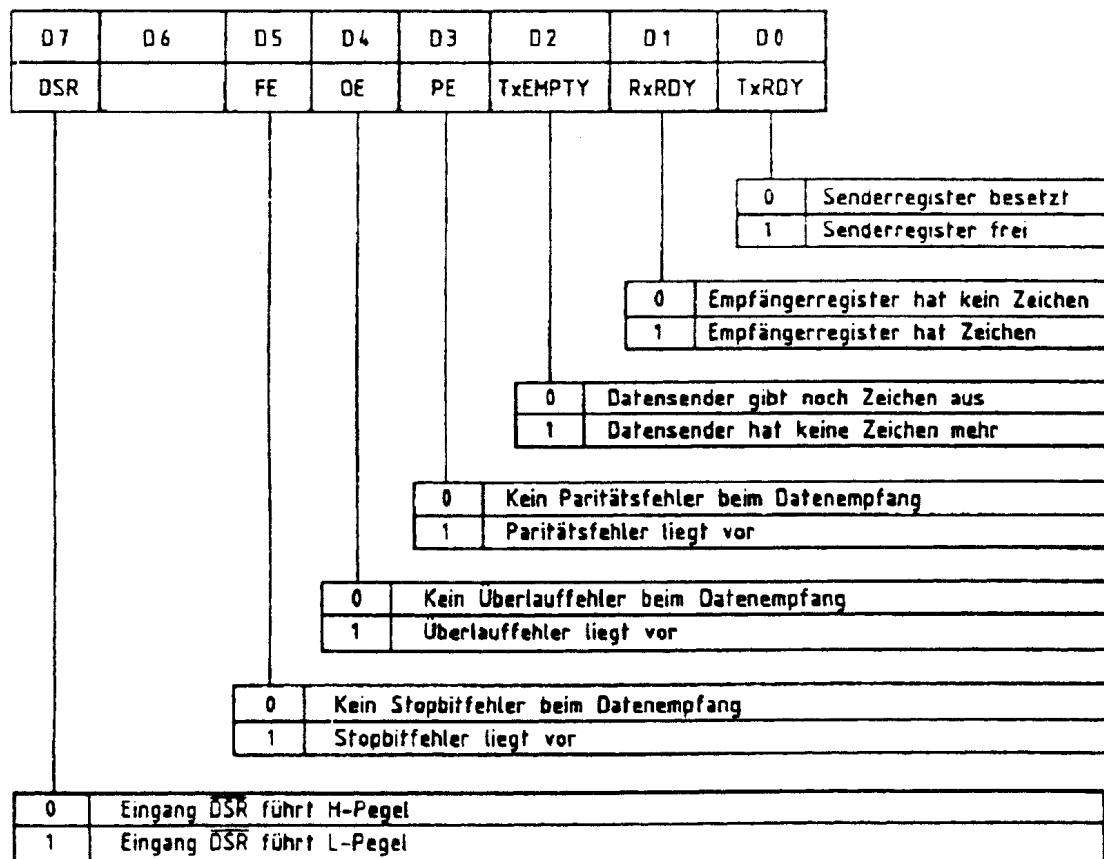 D7 D6 D5 D4 D3 D2 D1 D0
DSR FE OE PE TxEMPTY RxRDY TxRDY
0 Senderregister besetzt
1 Senderregister frei
0 Empfängerregister hat kein Zeichen
1 Empfängerregister hat Zeichen
0 Datensender gibt noch Zeichen aus
1 Datensender hat keine Zeichen mehr
0 Kein Paritätsfehler beim Datenempfang
1 Paritätsfehler liegt vor
0 Kein Überlauffehler beim Datenempfang
1 Überlauffehler liegt vor
0 Kein Stopbitfehler beim Datenempfang
1 Stopbitfehler liegt vor
0 Eingang D̅S̅R̅ führt H-Pegel
1 Eingang D̅S̅R̅ führt L-Pegel